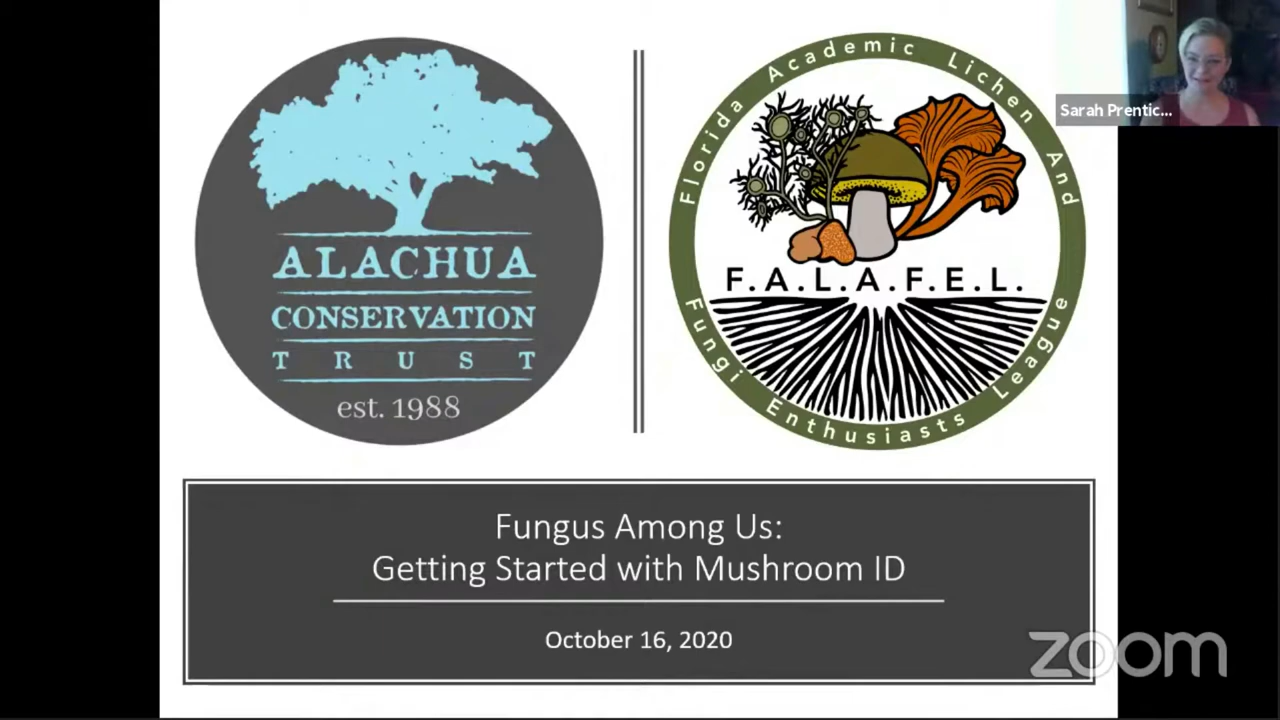 ALACHUA
CONSERVATION
TRUST
est. 1988
Florida Academic Lichen And
Fungi Enthusiasts League
F.A.L.A.F.E.L.
Sarah Prentic...
Fungus Among Us:
Getting Started with Mushroom ID
October 16, 2020
zoom